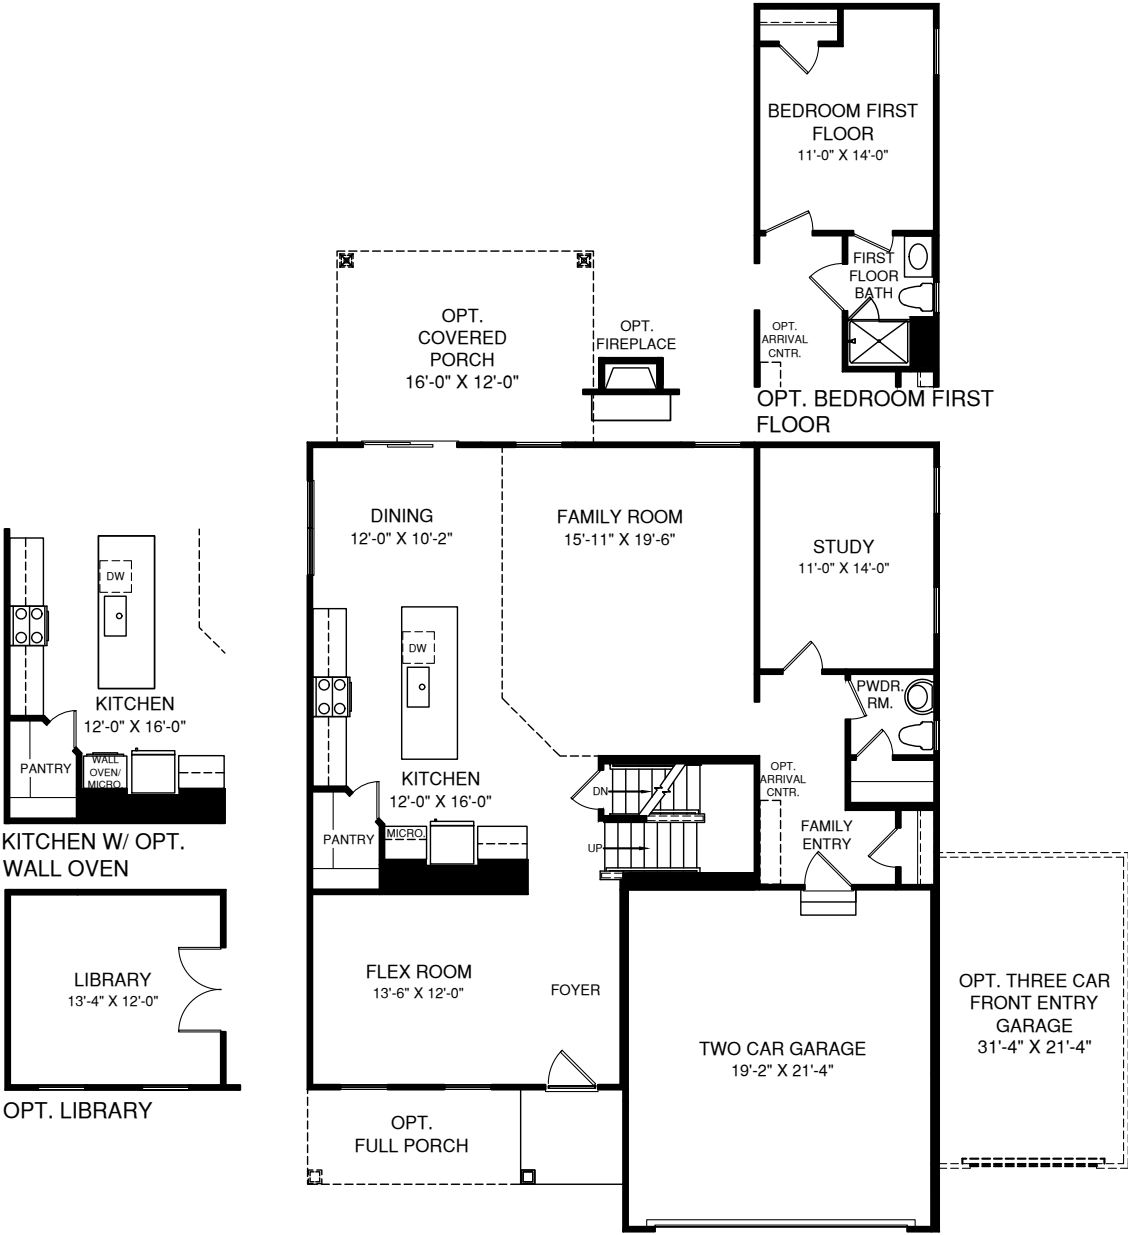 BEDROOM FIRST
FLOOR
11'-0" X 14'-0"
FIRST
FLOOR
BATH
OPT.
ARRIVAL
CNTR.
OPT. BEDROOM FIRST
FLOOR
OPT.
COVERED
PORCH
16'-0" X 12'-0"
OPT.
FIREPLACE
DINING
12'-0" X 10'-2"
FAMILY ROOM
15'-11" X 19'-6"
STUDY
11'-0" X 14'-0"
DW
KITCHEN
12'-0" X 16'-0"
PANTRY
WALL
OVEN/
MICRO.
KITCHEN W/ OPT.
WALL OVEN
DW
KITCHEN
12'-0" X 16'-0"
PANTRY
MICRO.
DN
UP
PWDR.
RM.
OPT.
ARRIVAL
CNTR.
FAMILY
ENTRY
LIBRARY
13'-4" X 12'-0"
OPT. LIBRARY
FLEX ROOM
13'-6" X 12'-0"
FOYER
TWO CAR GARAGE
19'-2" X 21'-4"
OPT. THREE CAR
FRONT ENTRY
GARAGE
31'-4" X 21'-4"
OPT.
FULL PORCH